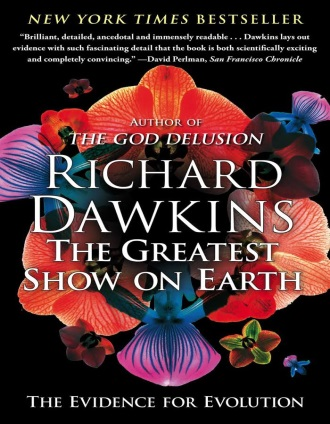 NEW YORK TIMES BESTSELLER
“Brilliant, detailed, anecdotal and immensely readable . . . Dawkins lays out
evidence with such fascinating detail that the book is both scientifically exciting
and completely convincing.” —David Perlman, San Francisco Chronicle
AUTHOR OF
THE GOD DELUSION
RICHARD
DAWKINS
THE GREATEST
SHOW ON EARTH
THE EVIDENCE FOR EVOLUTION